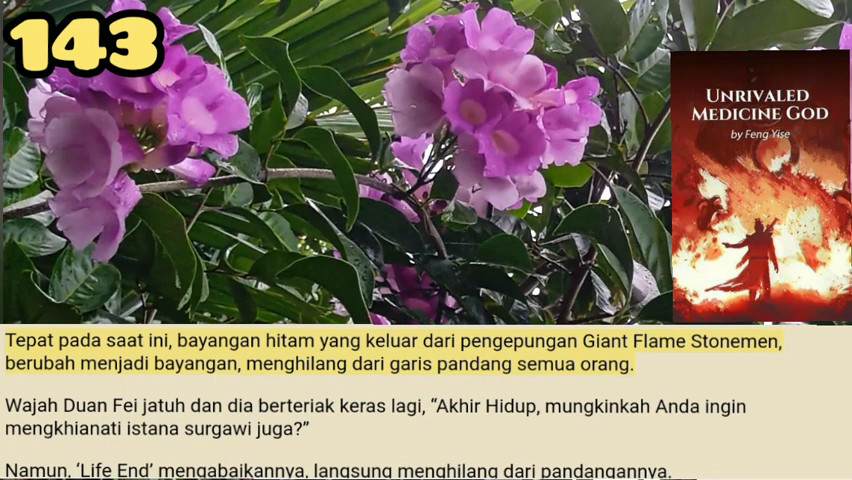 143
UNRIVALED
MEDICINE GOD
by Feng Yise
Tepat pada saat ini, bayangan hitam yang keluar dari pengepungan Giant Flame Stonemen,
berubah menjadi bayangan, menghilang dari garis pandang semua orang.
Wajah Duan Fei jatuh dan dia berteriak keras lagi, “Akhir Hidup, mungkinkah Anda ingin
mengkhianati istana surgawi juga?”
Namun, ‘Life End’ mengabaikannya, langsung menghilang dari pandangannya.